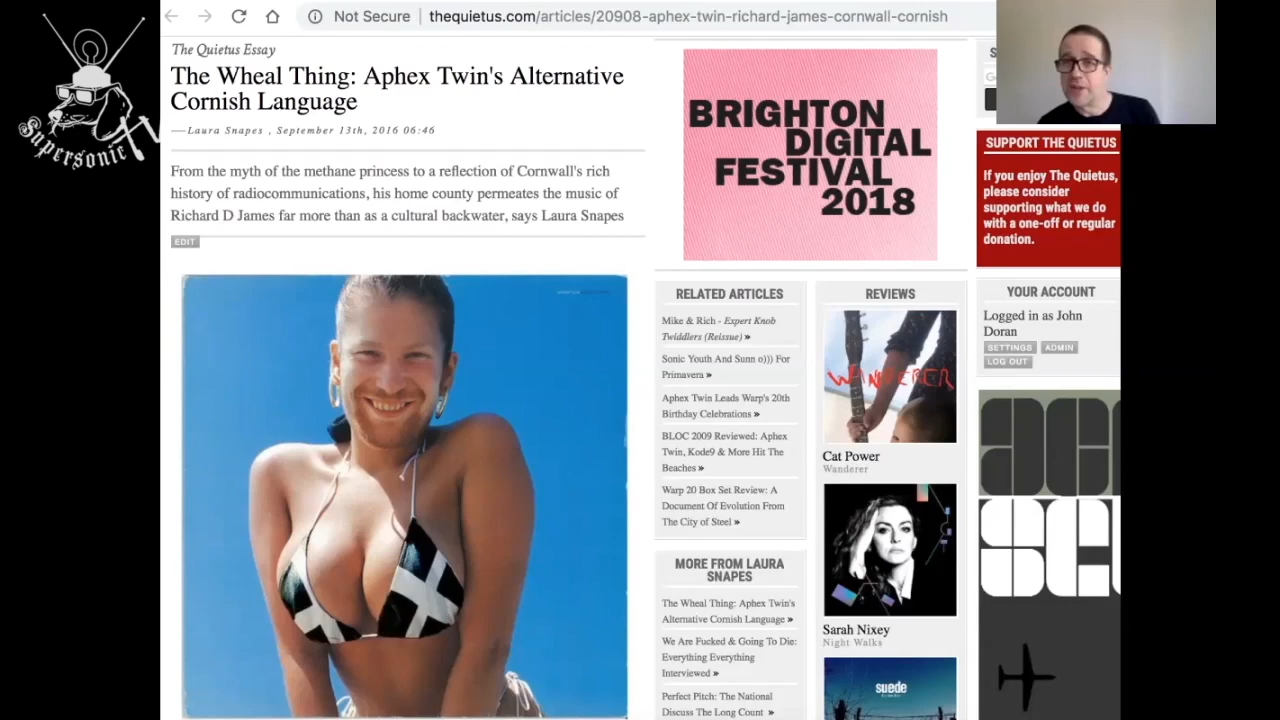 Not Secure
thequietus.com/articles/20908-aphex-twin-richard-james-cornwall-cornish
Supersonic
The Quietus Essay
The Wheal Thing: Aphex Twin's Alternative
Cornish Language
—Laura Snapes , September 13th, 2016 06:46
From the myth of the methane princess to a reflection of Cornwall's rich
history of radiocommunications, his home county permeates the music of
Richard D James far more than as a cultural backwater, says Laura Snapes
EDIT
BRIGHTON
DIGITAL
FESTIVAL
2018
RELATED ARTICLES
Mike & Rich - Expert Knob
Twiddlers (Reissue) »
Sonic Youth And Sunn o))) For
Primavera »
Aphex Twin Leads Warp's 20th
Birthday Celebrations »
BLOC 2009 Reviewed: Aphex
Twin, Kode9 & More Hit The
Beaches »
Warp 20 Box Set Review: A
Document Of Evolution From
The City of Steel »
MORE FROM LAURA
SNAPES
The Wheal Thing: Aphex Twin's
Alternative Cornish Language »
We Are Fucked & Going To Die:
Everything Everything
Interviewed »
Perfect Pitch: The National
Discuss The Long Count »
REVIEWS
WANDERER
Cat Power
Wanderer
Sarah Nixey
Night Walks
suede
SUPPORT THE QUIETUS
If you enjoy The Quietus,
please consider
supporting what we do
with a one-off or regular
donation.
YOUR ACCOUNT
Logged in as John
Doran
SETTINGS
ADMIN
LOG OUT